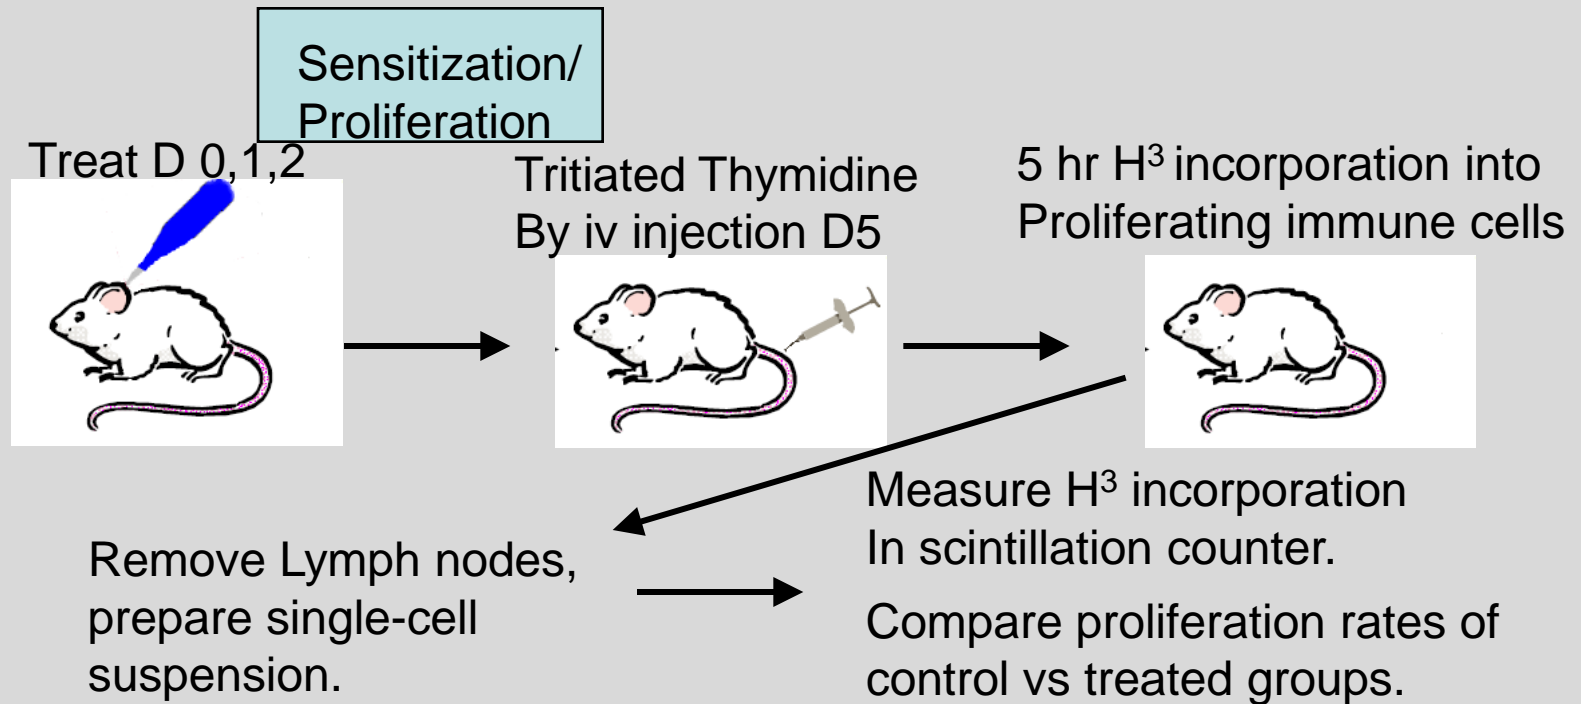 Sensitization/
Proliferation
Treat D 0,1,2
Tritiated Thymidine
By iv injection D5
5 hr H³ incorporation into
Proliferating immune cells
Remove Lymph nodes,
prepare single-cell
suspension.
Measure H³ incorporation
In scintillation counter.
Compare proliferation rates of
control vs treated groups.